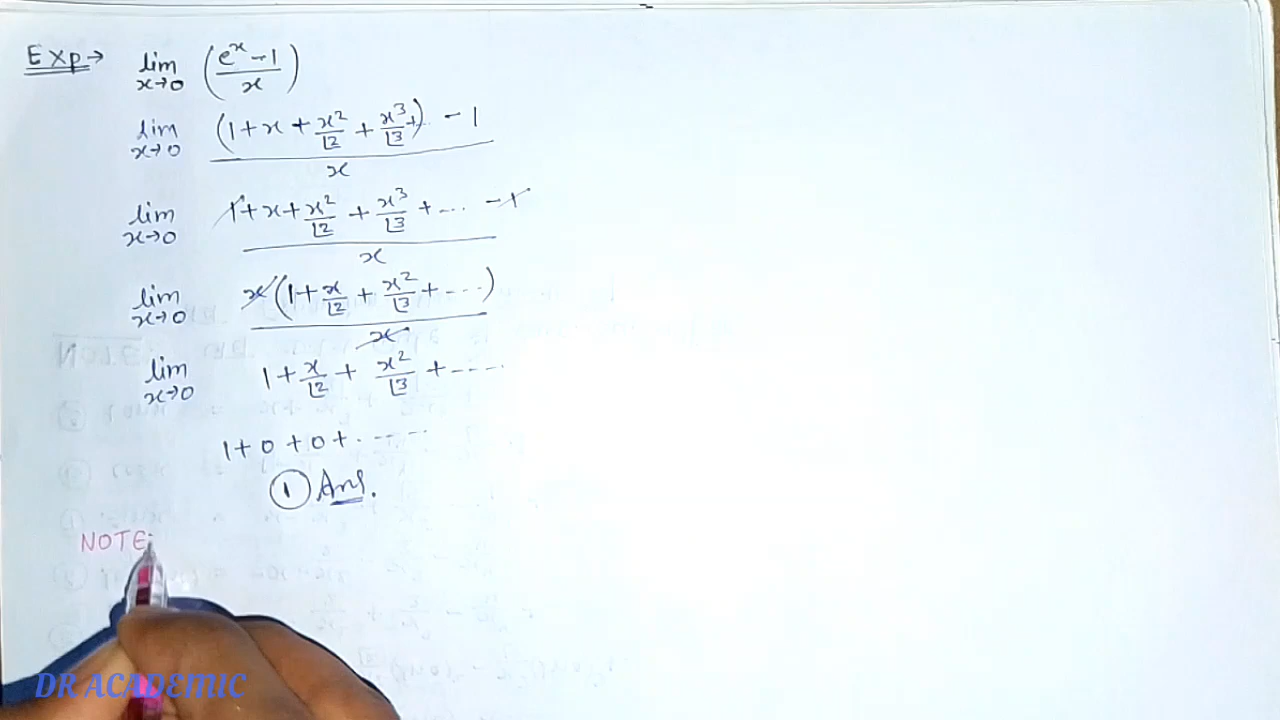 Exp→ lim x→0 (e^x - 1 / x)
lim x→0 (1 + x + x²/⌊2 + x³/⌊3 + ..) - 1 / x
lim x→0 1 + x + x²/⌊2 + x³/⌊3 + .... - 1 / x
lim x→0 x(1 + x/⌊2 + x²/⌊3 + ....) / x
lim x→0 1 + x/⌊2 + x²/⌊3 + .....
1 + 0 + 0 + ......
① Ans.
NOTE:
DR ACADEMIC